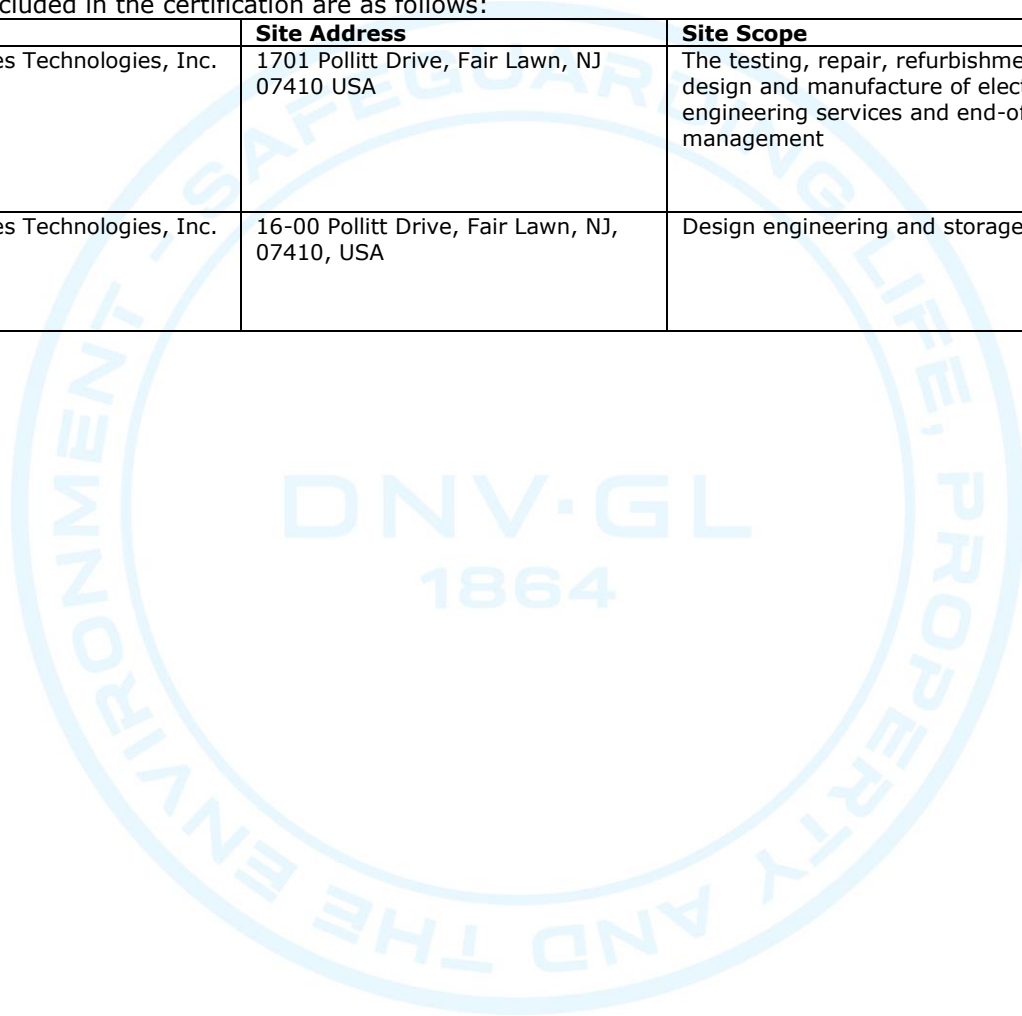 cluded in the certification are as follows:
Site Address Site Scope
es Technologies, Inc. 1701 Pollitt Drive, Fair Lawn, NJ The testing, repair, refurbishme
07410 USA design and manufacture of elect
engineering services and end-of
management
es Technologies, Inc. 16-00 Pollitt Drive, Fair Lawn, NJ, Design engineering and storage
07410, USA
SAFEGUARDING LIFE, PROPERTY AND THE ENVIRONMENT
DNV·GL
1864